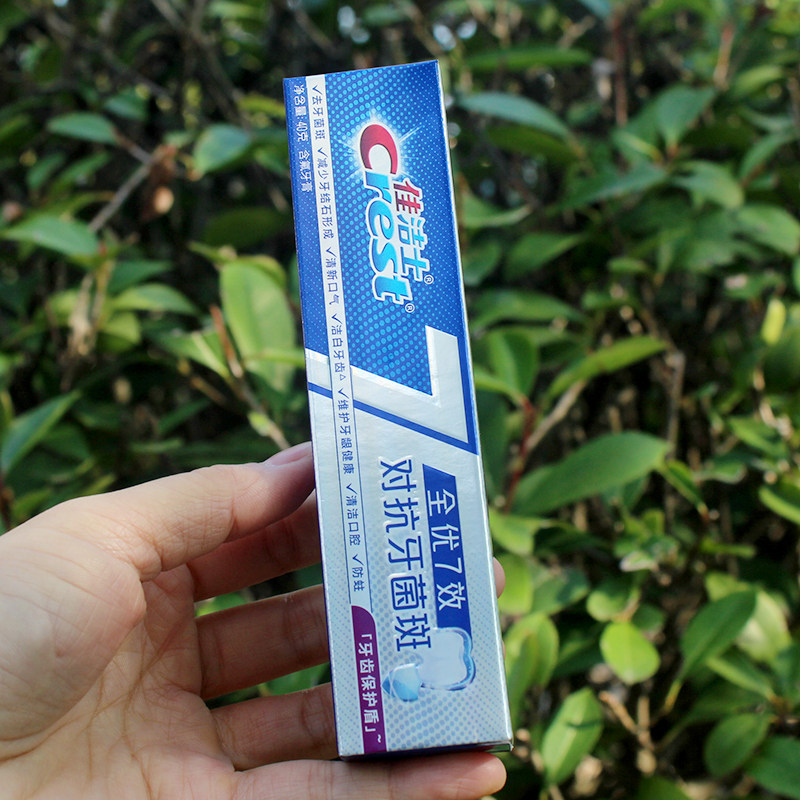 佳洁士®
Crest®
7
全优7效
对抗牙菌斑
✓去牙菌斑 ✓减少牙结石形成 ✓清新口气 ✓洁白牙齿△ ✓维护牙龈健康 ✓清洁口腔 ✓防蛀
净含量:40克 含氟牙膏
「牙齿保护盾」~